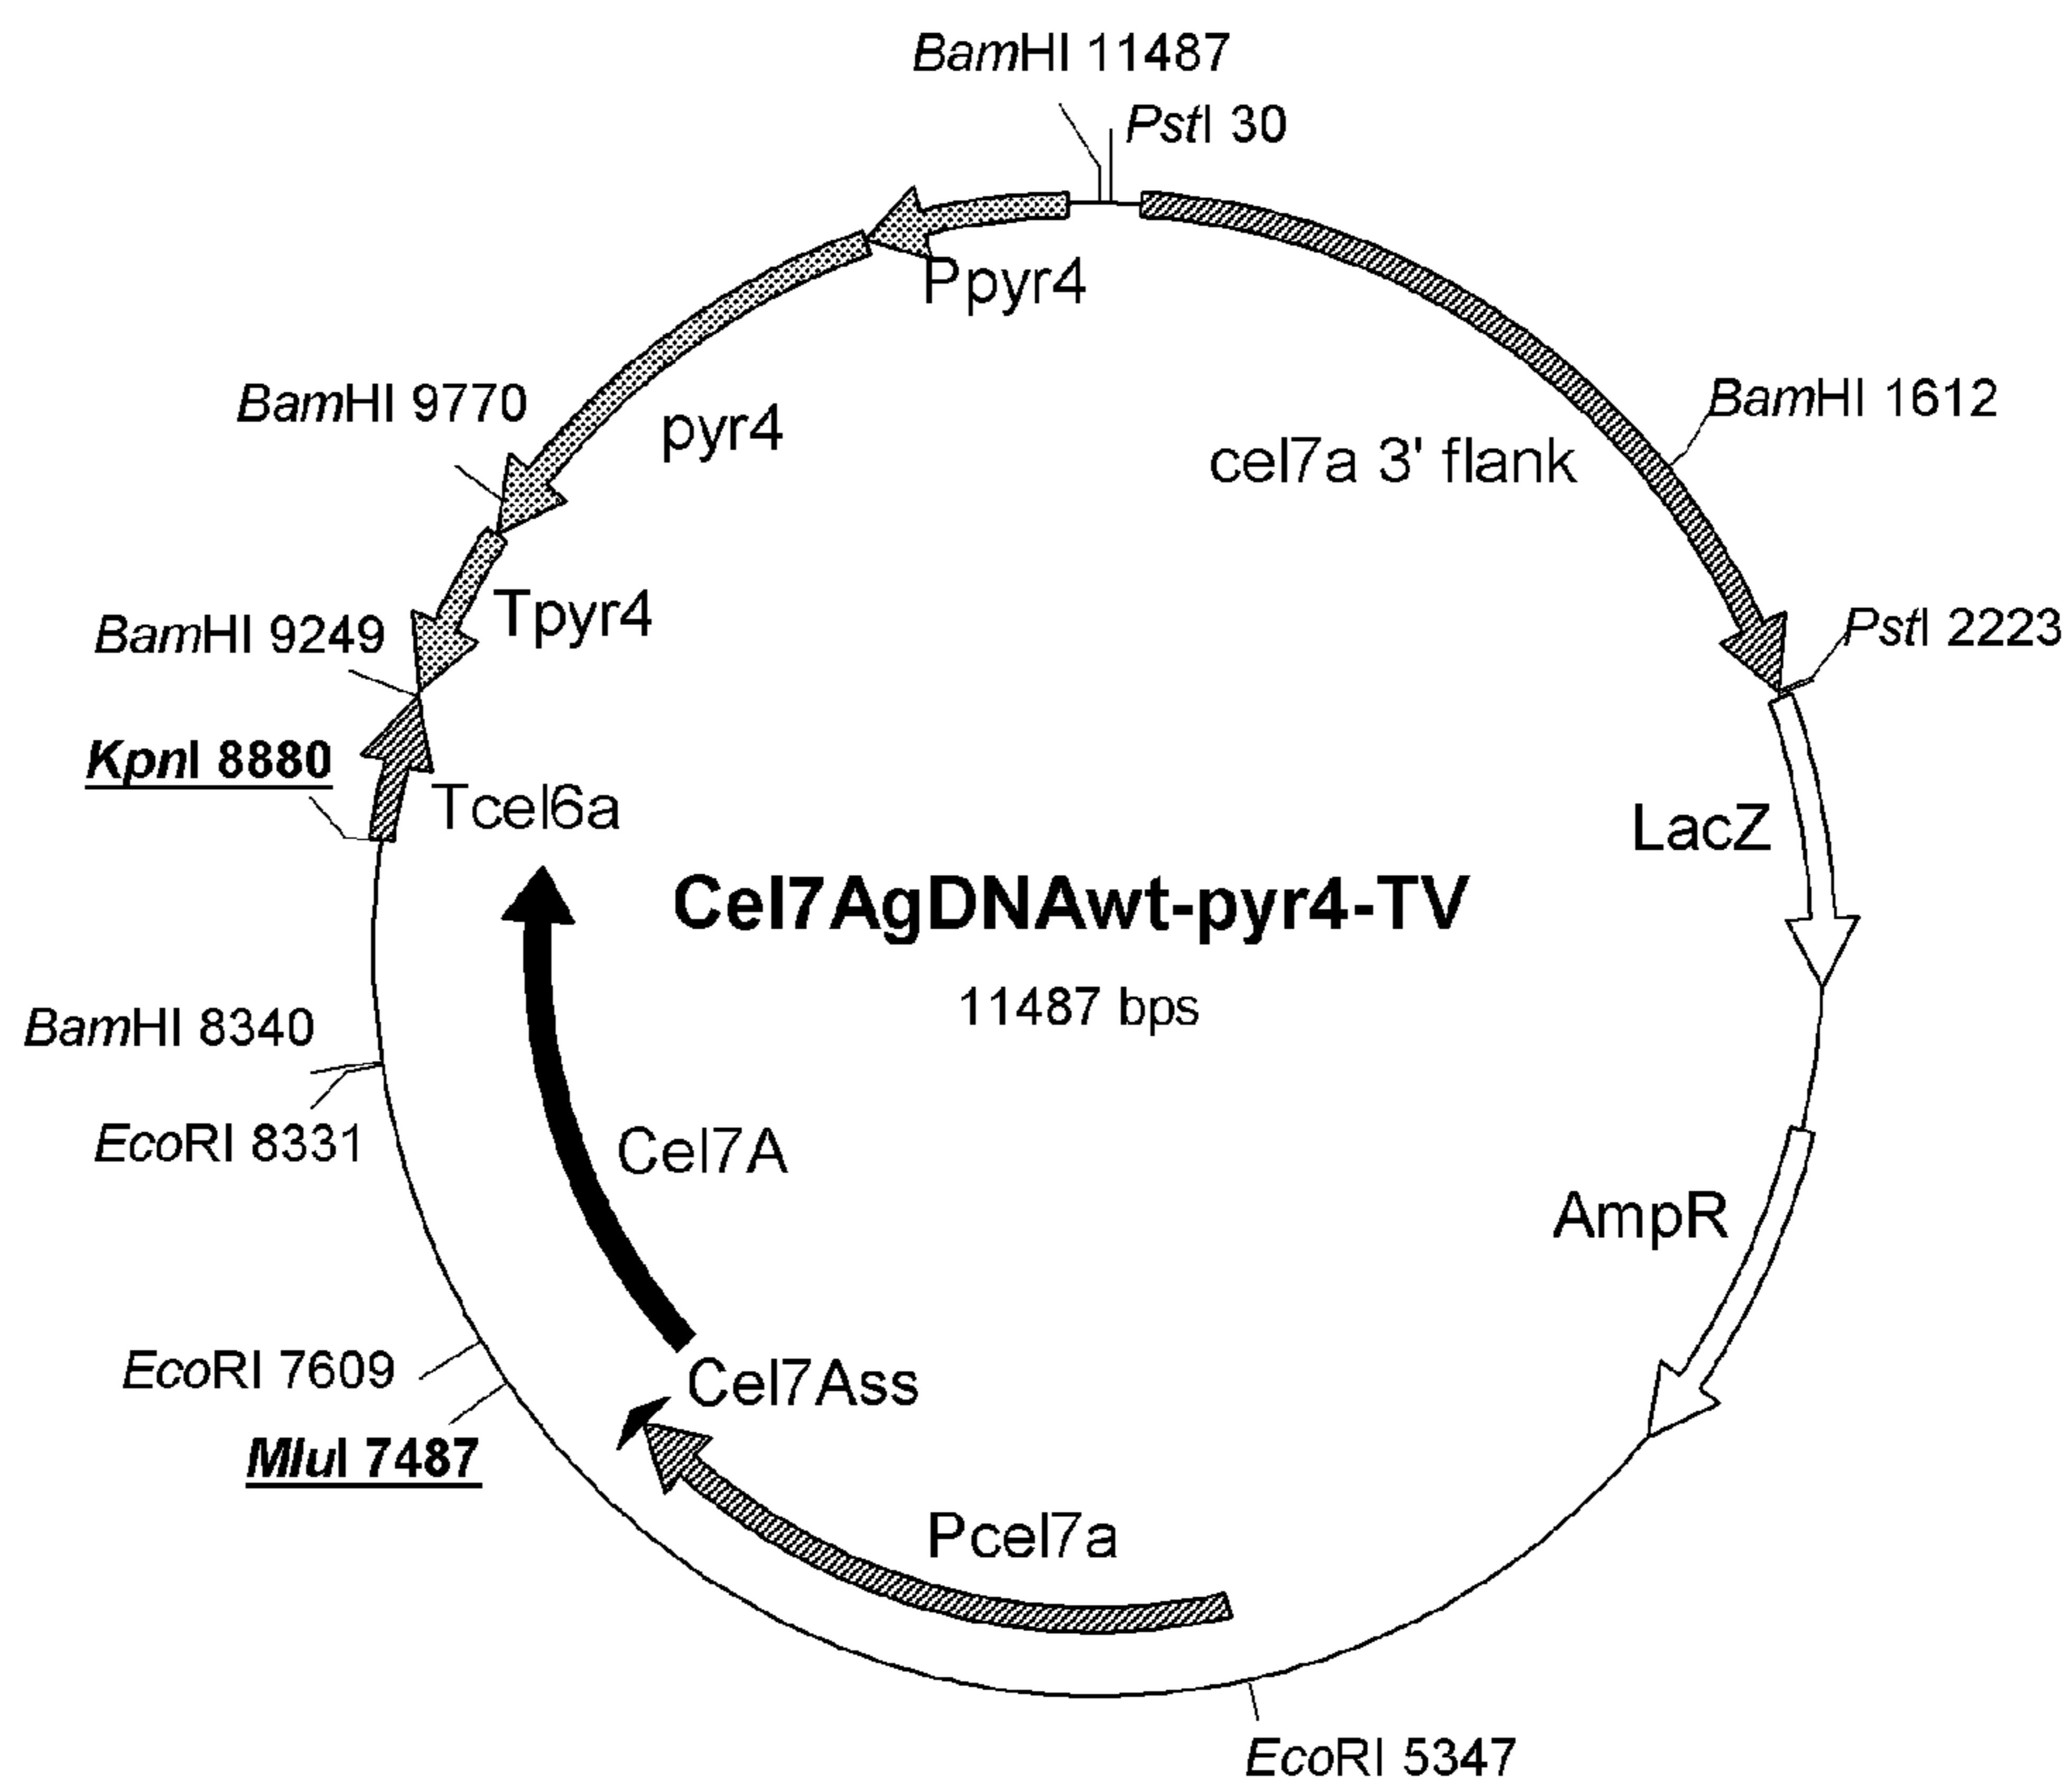 BamHI 11487
PstI 30
Ppyr4
BamHI 9770
pyr4
cel7a 3' flank
BamHI 1612
BamHI 9249
Tpyr4
PstI 2223
KpnI 8880
Tcel6a
LacZ
Cel7AgDNAwt-pyr4-TV
11487 bps
BamHI 8340
EcoRI 8331
Cel7A
AmpR
EcoRI 7609
Cel7Ass
MluI 7487
Pcel7a
EcoRI 5347